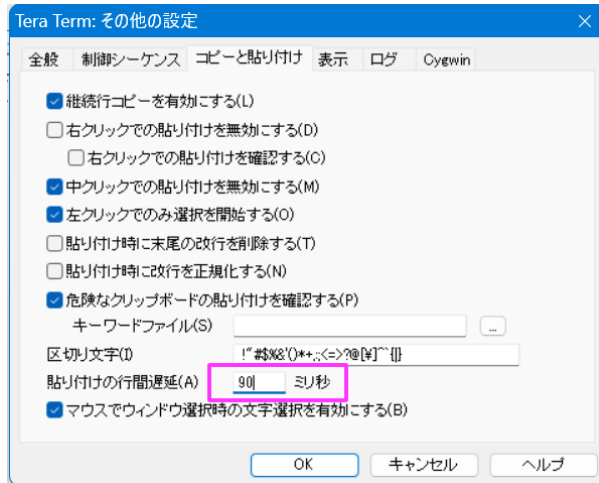 Tera Term: その他の設定
全般 制御シーケンス コピーと貼り付け 表示 ログ Cygwin
継続行コピーを有効にする(L)
右クリックでの貼り付けを無効にする(D)
右クリックでの貼り付けを確認する(C)
中クリックでの貼り付けを無効にする(M)
左クリックでのみ選択を開始する(O)
貼り付け時に末尾の改行を削除する(T)
貼り付け時に改行を正規化する(N)
危険なクリップボードの貼り付けを確認する(P)
キーワードファイル(S) ...
区切り文字(I) !"#$%&'()*+,;:<=>?@[¥]^`{|}
貼り付けの行間遅延(A) 90 ミリ秒
マウスでウィンドウ選択時の文字選択を有効にする(B)
OK キャンセル ヘルプ